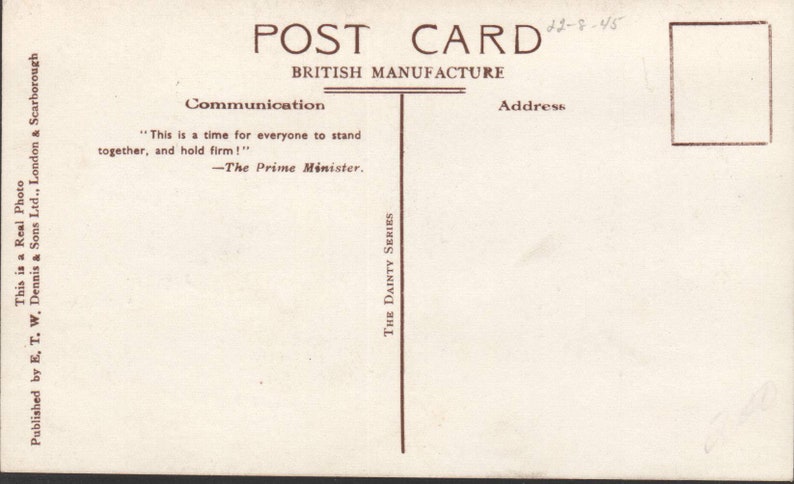 POST CARD
22-8-45
BRITISH MANUFACTURE
Communication
Address
"This is a time for everyone to stand
together, and hold firm!"
—The Prime Minister.
THE DAINTY SERIES
This is a Real Photo
Published by E. T. W. Dennis & Sons Ltd., London & Scarborough